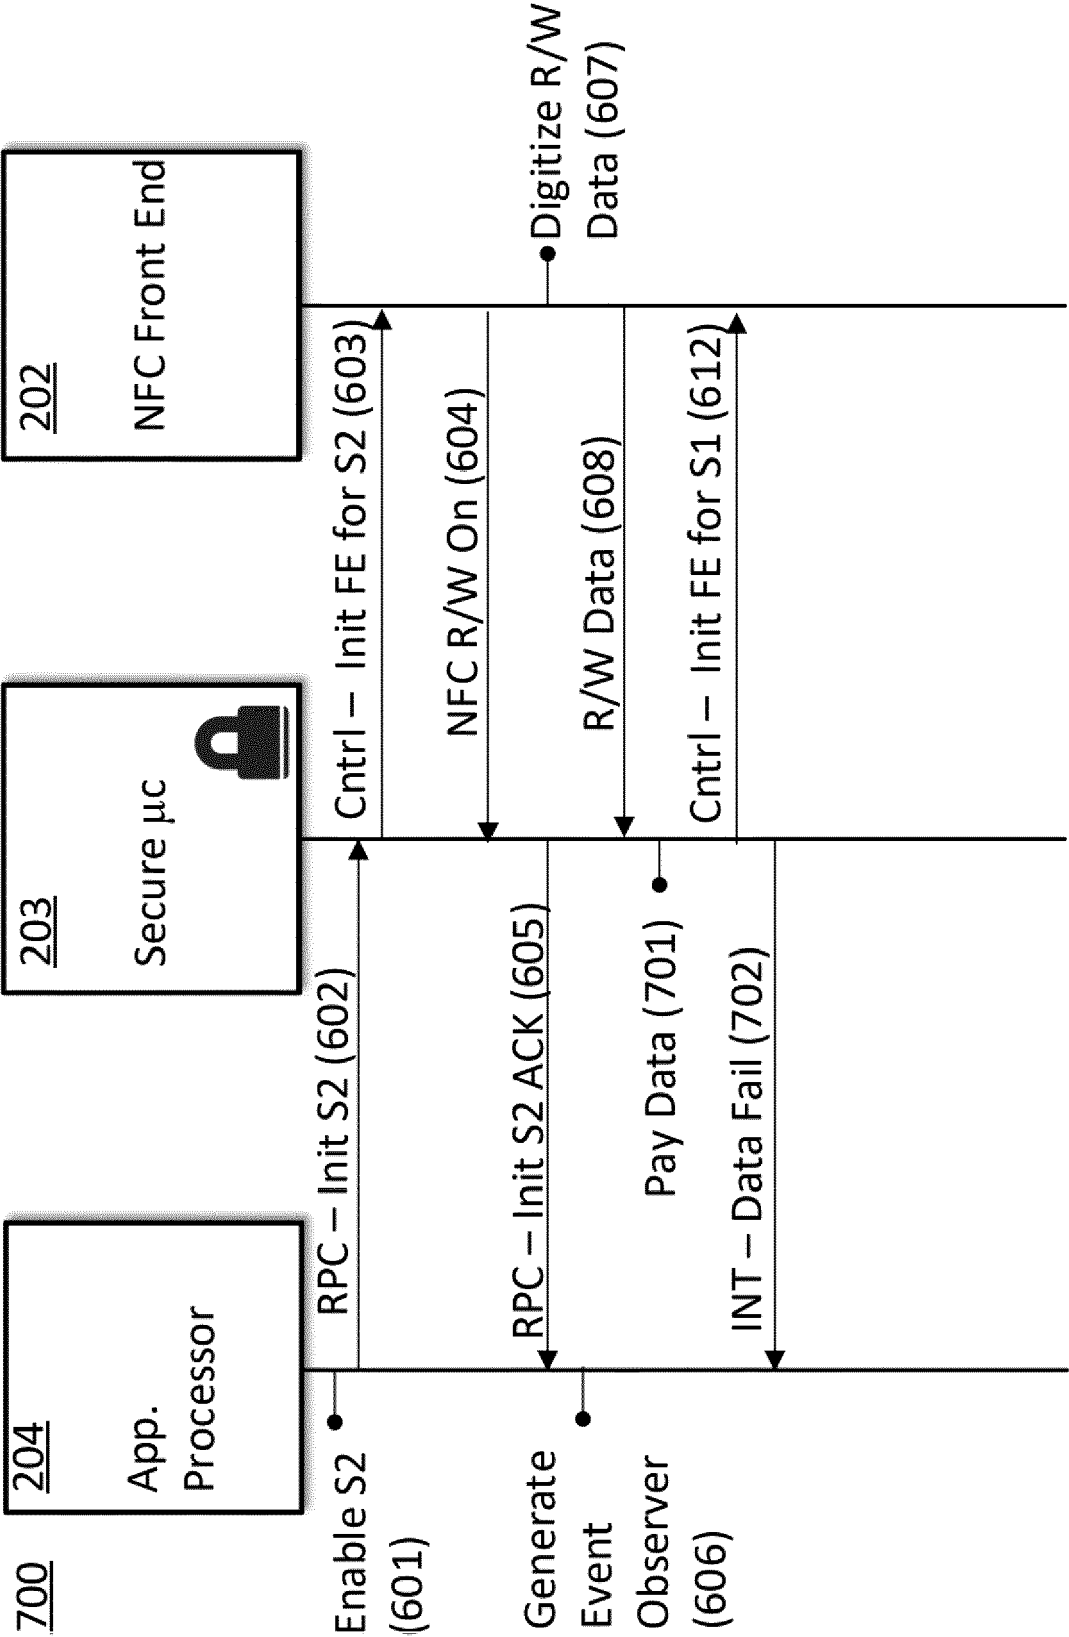 700
204
App.
Processor
203
Secure μc
202
NFC Front End
Enable S2
(601)
RPC – Init S2 (602)
Cntrl – Init FE for S2 (603)
NFC R/W On (604)
RPC – Init S2 ACK (605)
Generate
Event
Observer
(606)
Digitize R/W
Data (607)
R/W Data (608)
Pay Data (701)
Cntrl – Init FE for S1 (612)
INT – Data Fail (702)